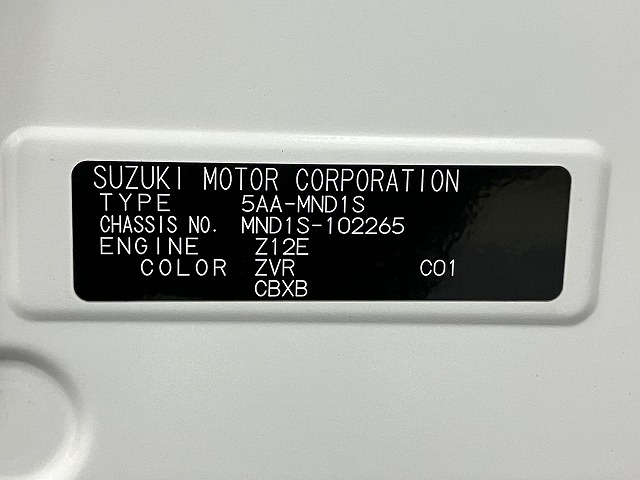 SUZUKI MOTOR CORPORATION
TYPE 5AA-MND1S
CHASSIS NO. MND1S-102265
ENGINE Z12E
COLOR ZVR C01
CBXB